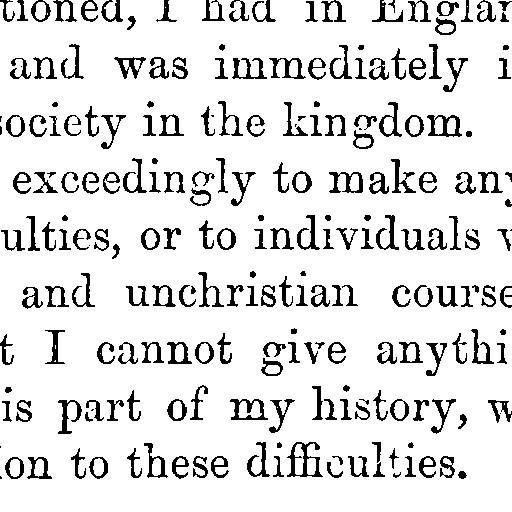 tioned, I had in Englan
and was immediately i
society in the kingdom.
exceedingly to make any
ulties, or to individuals
and unchristian course
t I cannot give anythi
is part of my history, w
ion to these difficulties.